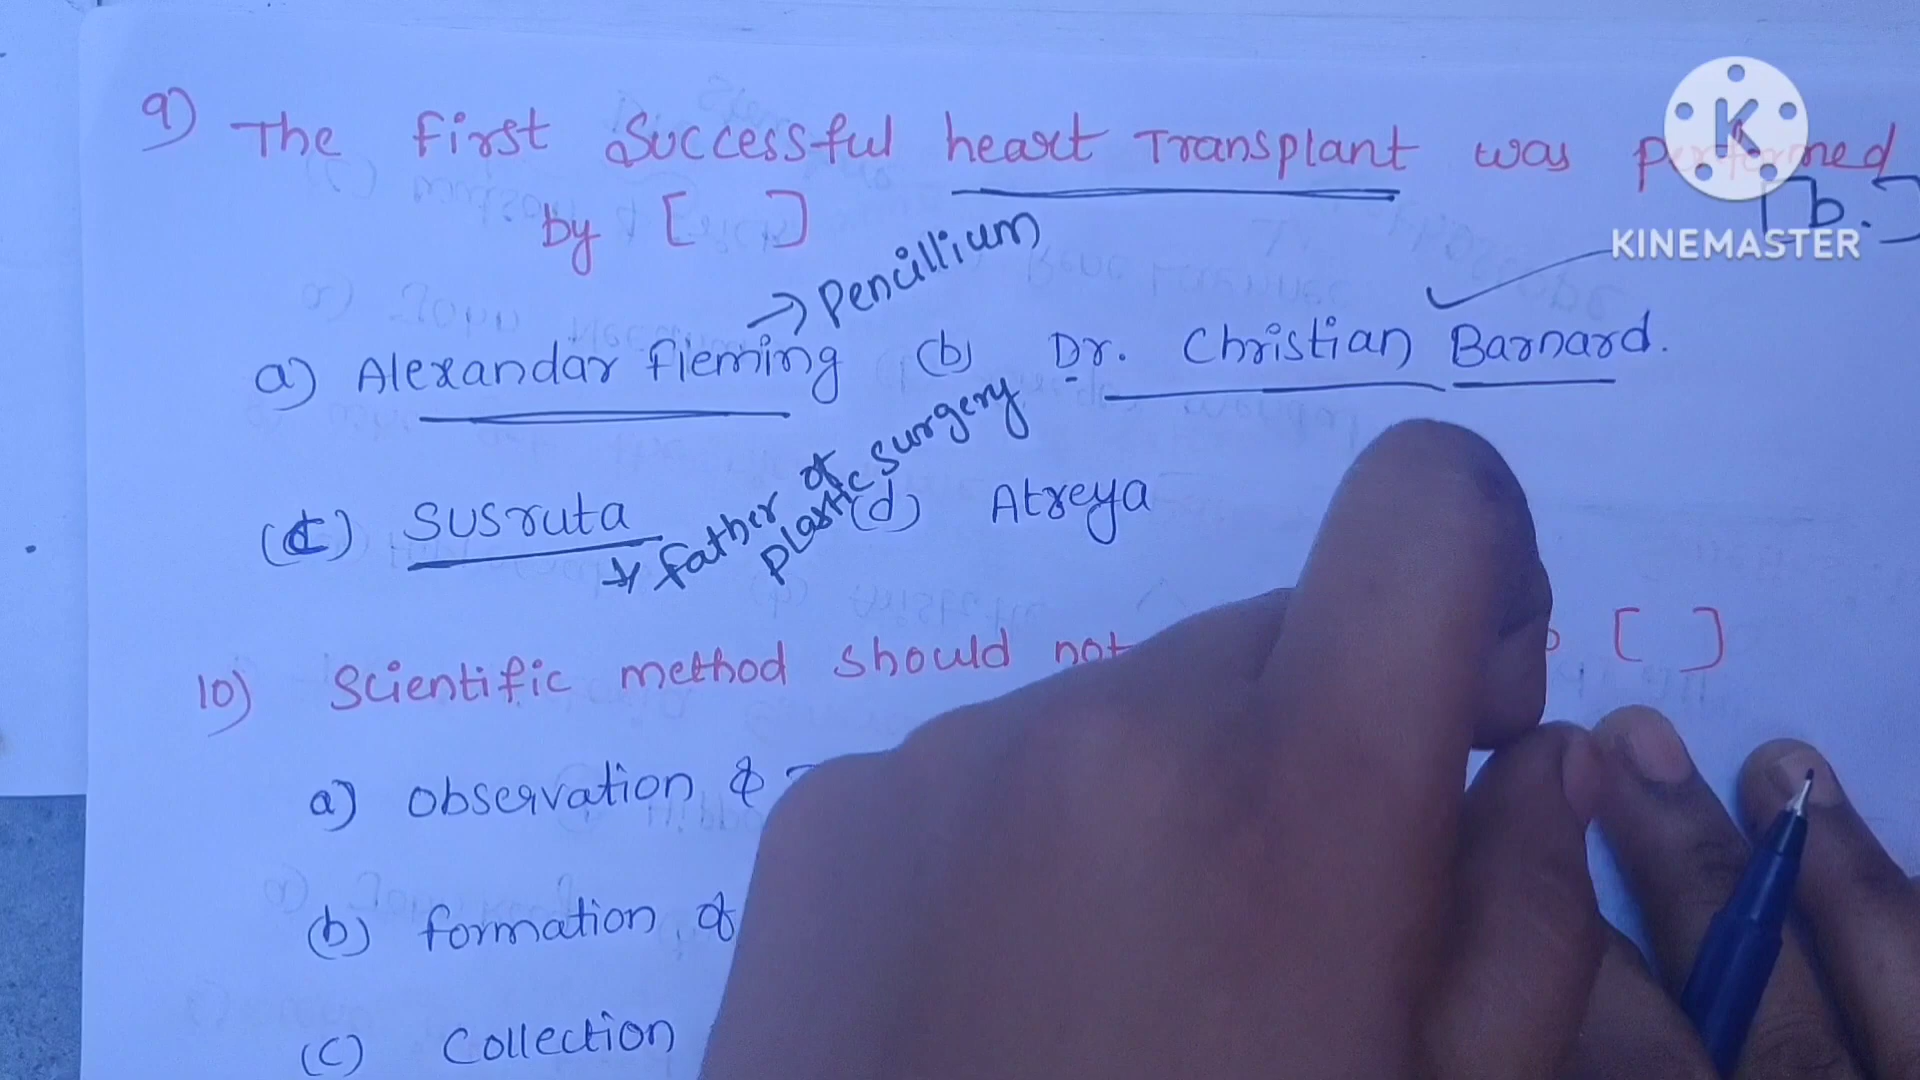 9) The first Successful heart Transplant was performed
by [ ]
[b.]
KINEMASTER
→ Pencillium
a) Alexandar fleming (b) Dr. Christian Barnard.
(c) SUSruta (d) Atreya
→ father of
plastic surgery
10) Scientific method should not [ ]
a) observation &
(b) formation of
(c) Collection